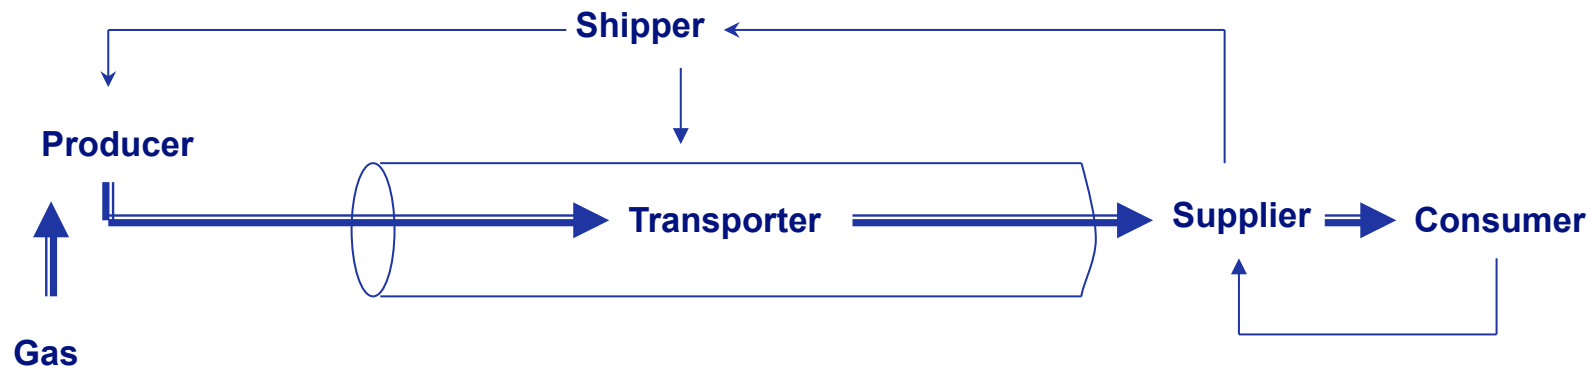 Shipper
Producer
Transporter
Supplier
Consumer
Gas